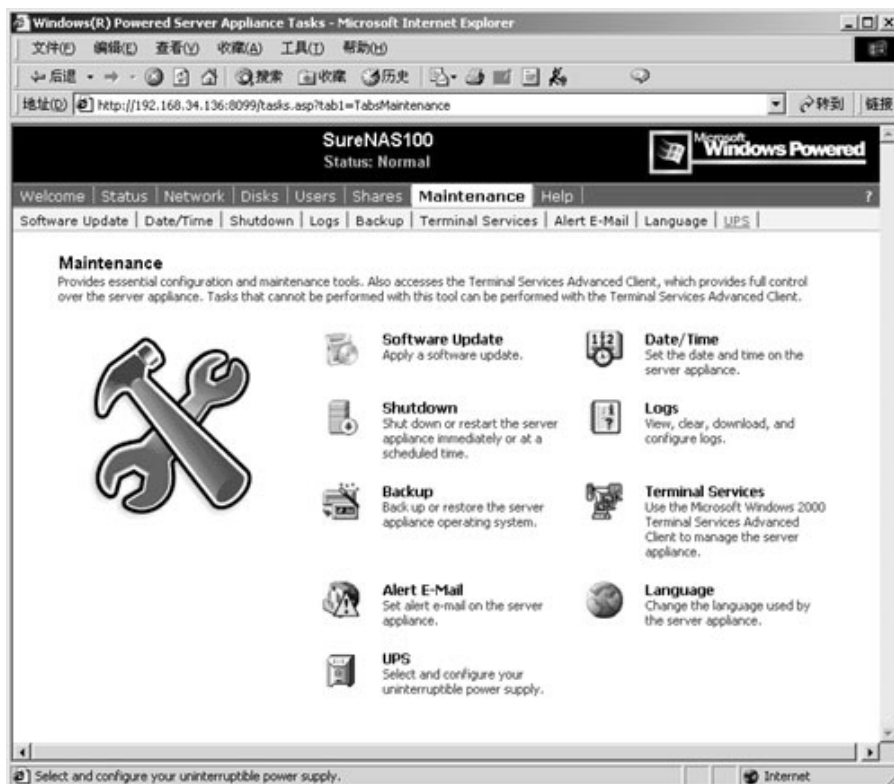 Windows(R) Powered Server Appliance Tasks - Microsoft Internet Explorer
文件(F) 编辑(E) 查看(V) 收藏(A) 工具(T) 帮助(H)
后退 搜索 收藏 历史
地址(D) http://192.168.34.136:8099/tasks.asp?tab1=TabsMaintenance 转到 链接
SureNAS100
Status: Normal
Microsoft
Windows Powered
Welcome | Status | Network | Disks | Users | Shares | Maintenance | Help | ?
Software Update | Date/Time | Shutdown | Logs | Backup | Terminal Services | Alert E-Mail | Language | UPS |
Maintenance
Provides essential configuration and maintenance tools. Also accesses the Terminal Services Advanced Client, which provides full control
over the server appliance. Tasks that cannot be performed with this tool can be performed with the Terminal Services Advanced Client.
Software Update
Apply a software update.
Date/Time
Set the date and time on the
server appliance.
Shutdown
Shut down or restart the server
appliance immediately or at a
scheduled time.
Logs
View, clear, download, and
configure logs.
Backup
Back up or restore the server
appliance operating system.
Terminal Services
Use the Microsoft Windows 2000
Terminal Services Advanced
Client to manage the server
appliance.
Alert E-Mail
Set alert e-mail on the server
appliance.
Language
Change the language used by
the server appliance.
UPS
Select and configure your
uninterruptible power supply.
Select and configure your uninterruptible power supply. Internet